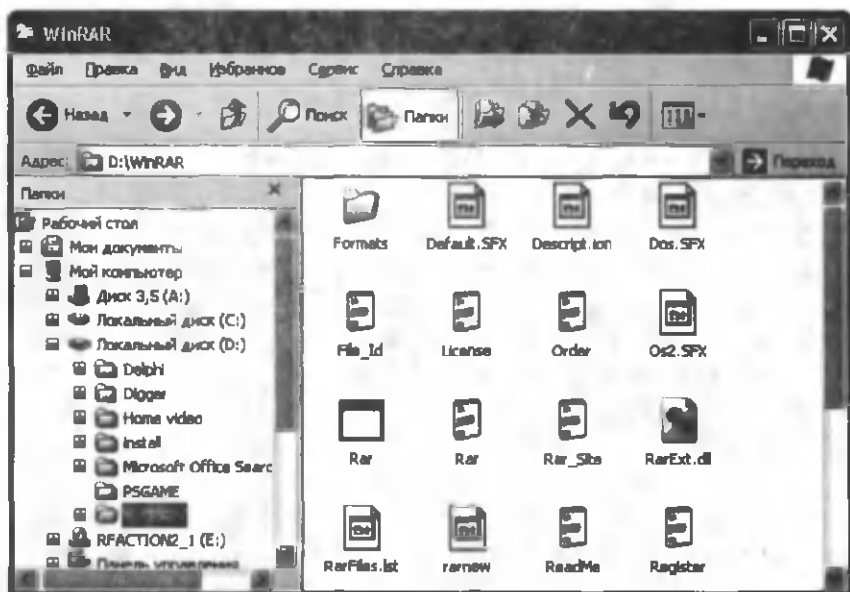 WinRAR
Файл Правка Вид Избранное Сервис Справка
Назад Поиск Папки
Адрес: D:\WinRAR Переход
Папки
Рабочий стол
Мои документы
Мой компьютер
Диск 3,5 (A:)
Локальный диск (C:)
Локальный диск (D:)
Delphi
Digger
Home video
install
Microsoft Office Searc
PSGAME
RFACTION2_1 (E:)
Панель управления
Formats Default.SFX Descript.ion Dos.SFX
File_Id License Order Os2.SFX
Rar Rar Rar_Site RarExt.dll
RarFiles.lst rarnew ReadMe Register